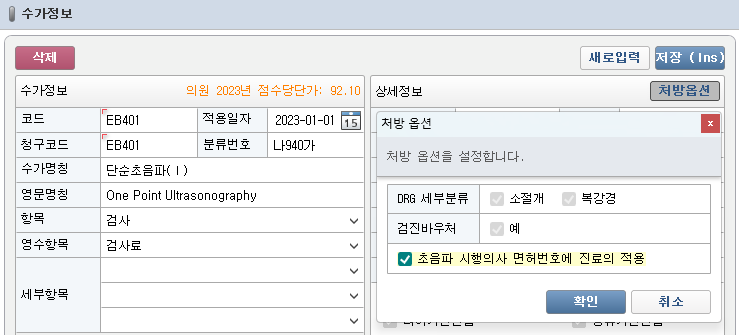 수가정보
삭제
새로입력
저장 (Ins)
수가정보
의원 2023년 점수당단가: 92.10
상세정보
처방옵션
코드
EB401
적용일자
2023-01-01
15
청구코드
EB401
분류번호
나940가
수가명칭
단순초음파(Ⅰ)
영문명칭
One Point Ultrasonography
항목
검사
영수항목
검사료
세부항목
처방 옵션
x
처방 옵션을 설정합니다.
DRG 세부분류
소절개
복강경
검진바우처
예
초음파 시행의사 면허번호에 진료의 적용
확인
취소